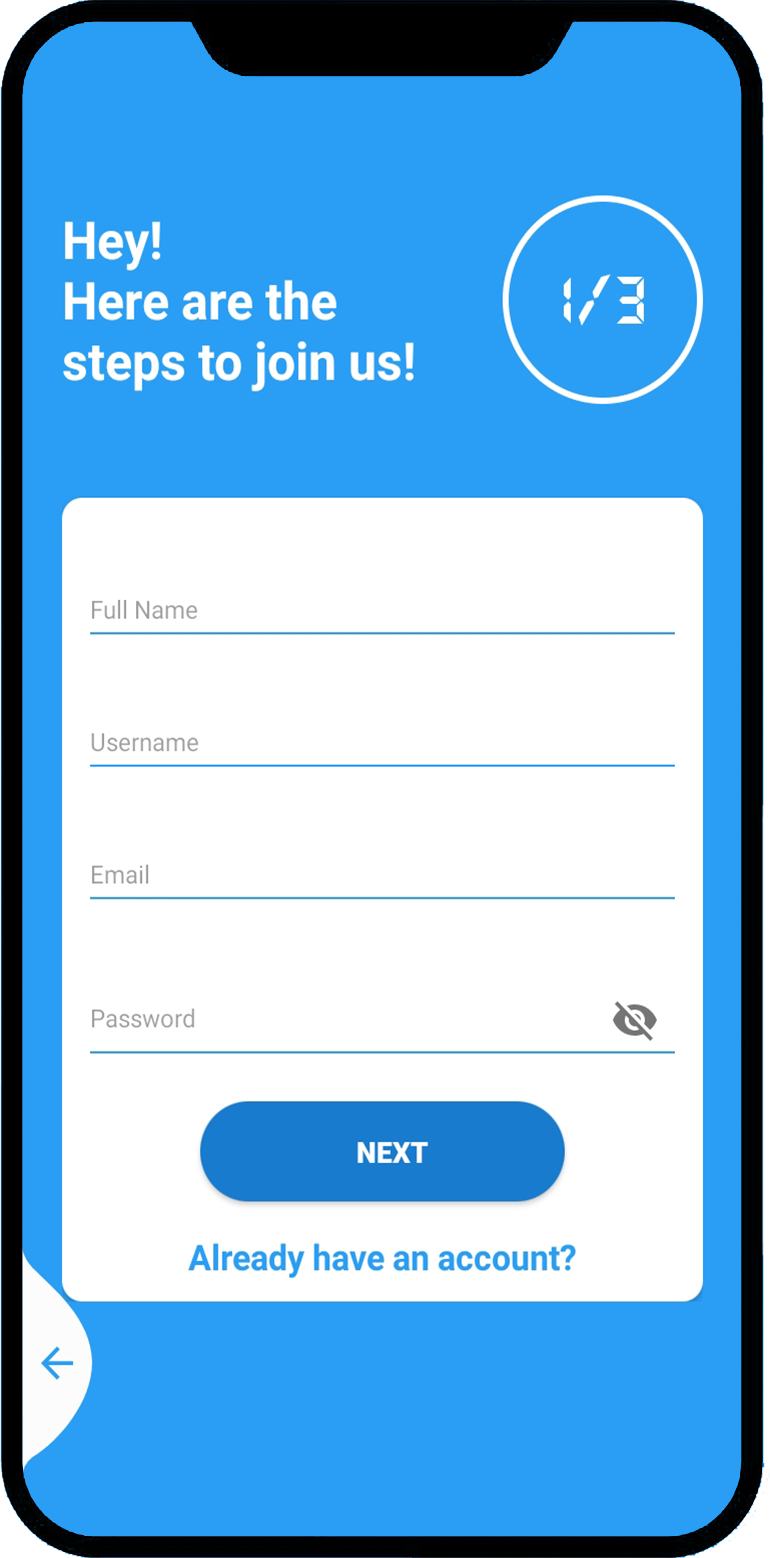 Hey!
Here are the
steps to join us!
1/3
Full Name
Username
Email
Password
NEXT
Already have an account?